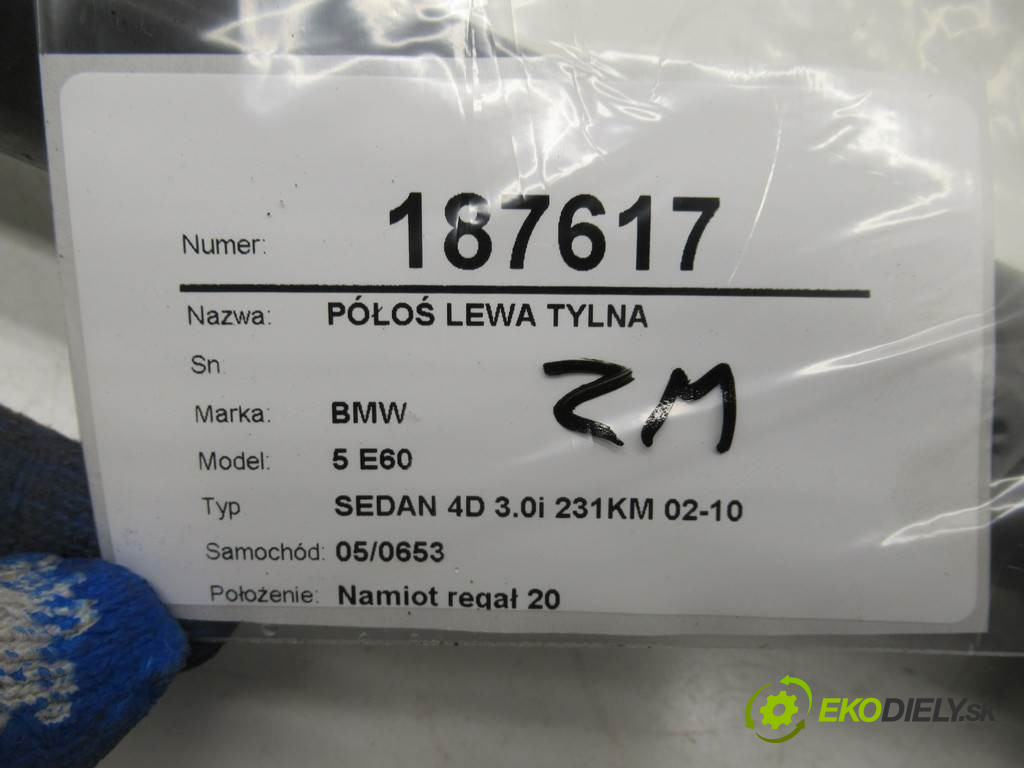 Numer: 187617
Nazwa: PÓŁOŚ LEWA TYLNA
Sn
ZM
Marka: BMW
Model: 5 E60
Typ SEDAN 4D 3.0i 231KM 02-10
Samochód: 05/0653
Położenie: Namiot regał 20
EKODIELY.sk